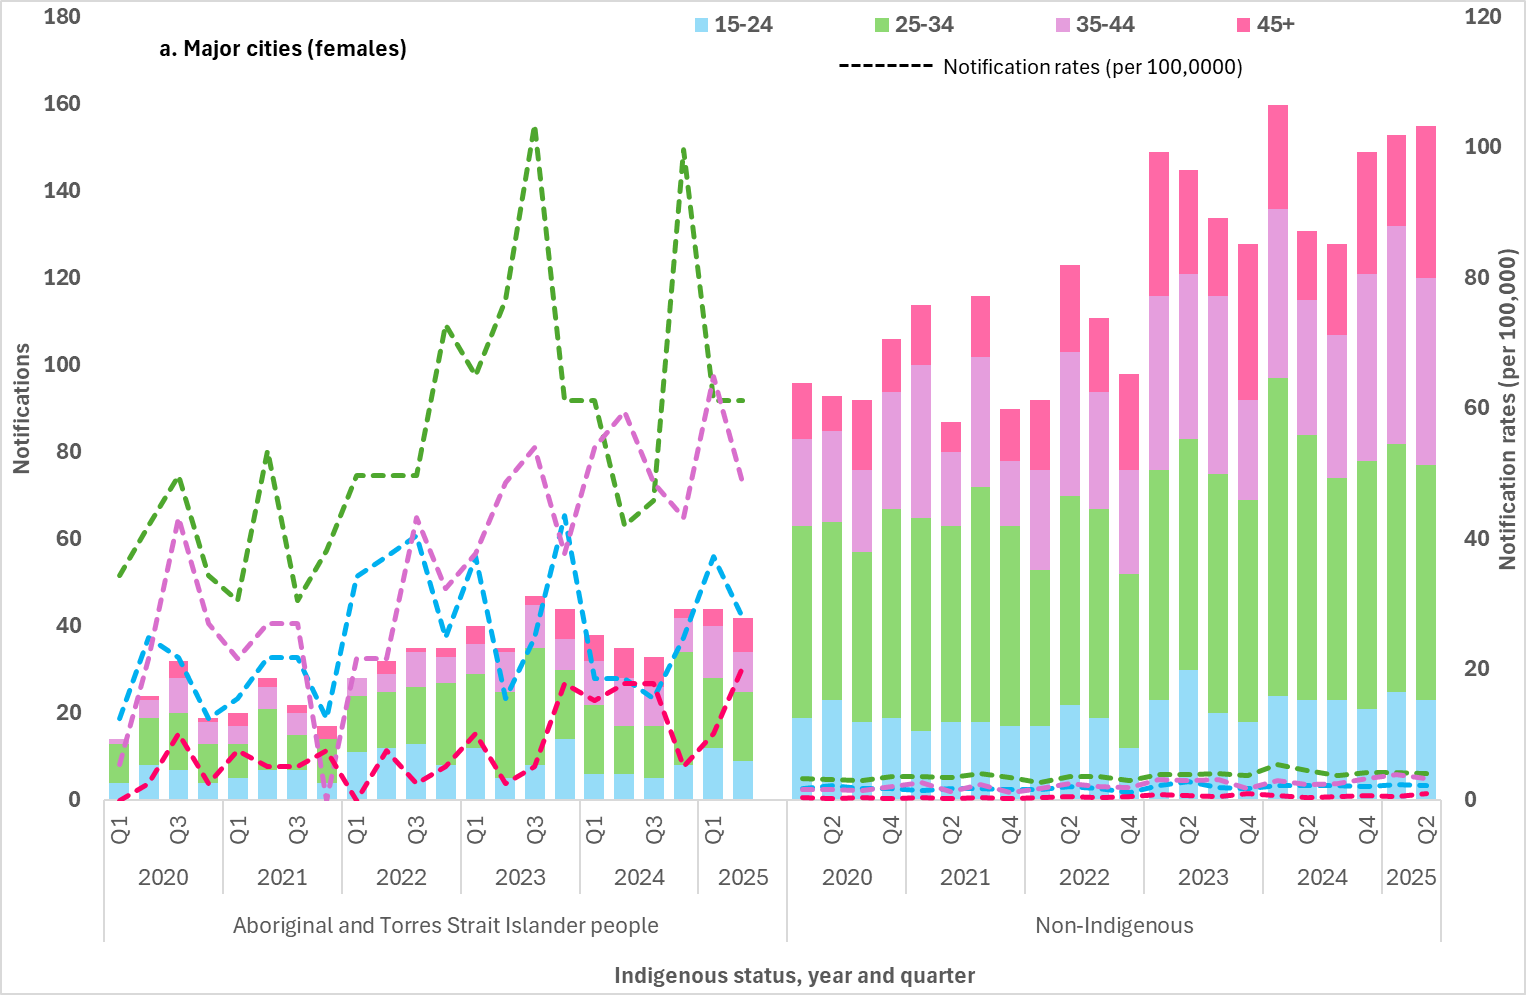 180
160
140
120
100
80
60
40
20
0
Notifications
a. Major cities (females)
15-24 25-34 35-44 45+
Notification rates (per 100,0000)
120
100
80
60
40
20
0
Notification rates (per 100,000)
Q1 Q3 Q1 Q3 Q1 Q3 Q1 Q3 Q1 Q3 Q1 Q2 Q4 Q2 Q4 Q2 Q4 Q2 Q4 Q2 Q4 Q2
2020 2021 2022 2023 2024 2025 2020 2021 2022 2023 2024 2025
Aboriginal and Torres Strait Islander people Non-Indigenous
Indigenous status, year and quarter